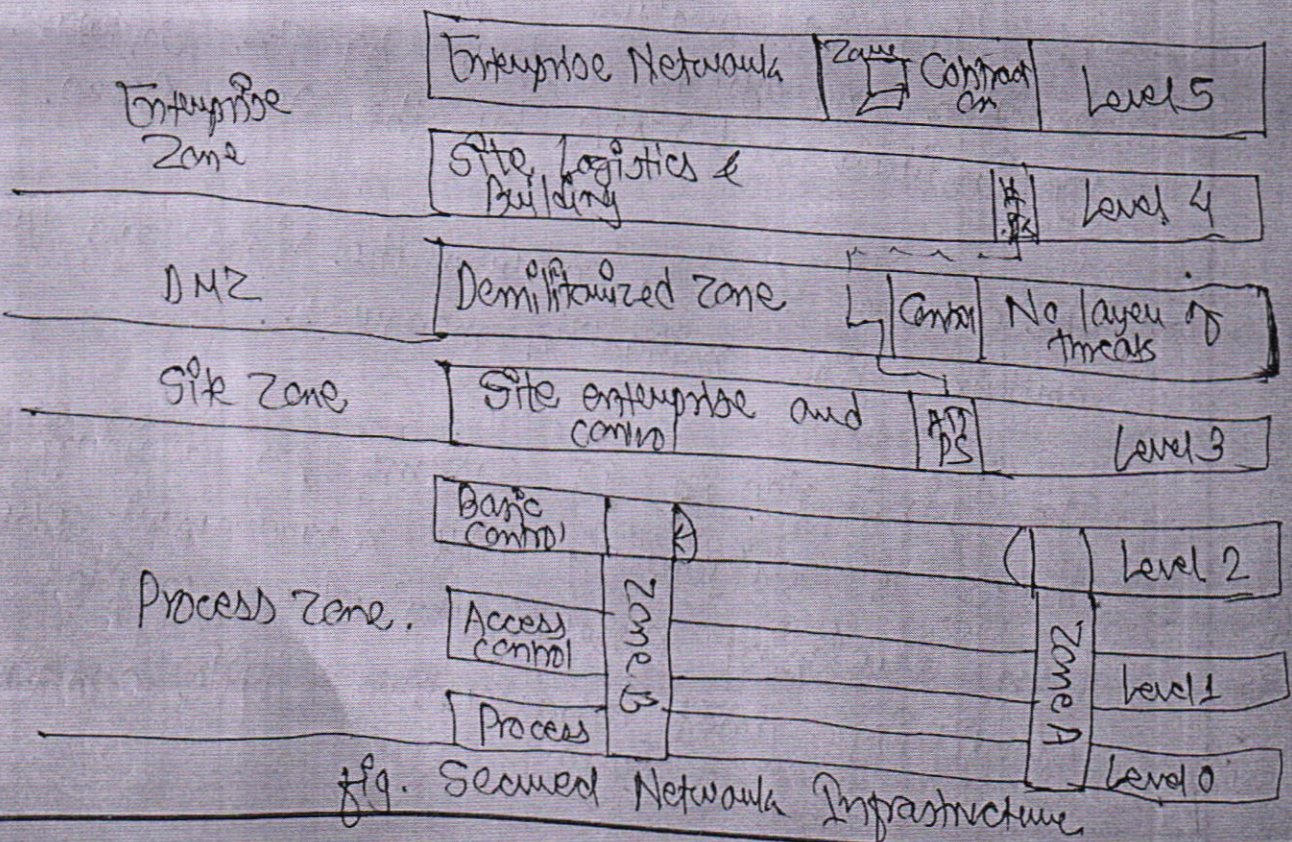 Enterprise Network
Zone
Level 5
Enterprise
Zone
Site Logistics &
Building
Level 4
DMZ
Demilitarized Zone
Control
No layer of
threats
Site Zone
Site enterprise and
control
Level 3
Basic
Control
Level 2
Process Zone.
Access
control
Zone B
Zone A
Level 1
Process
Level 0
fig. Secured Network Infrastructure